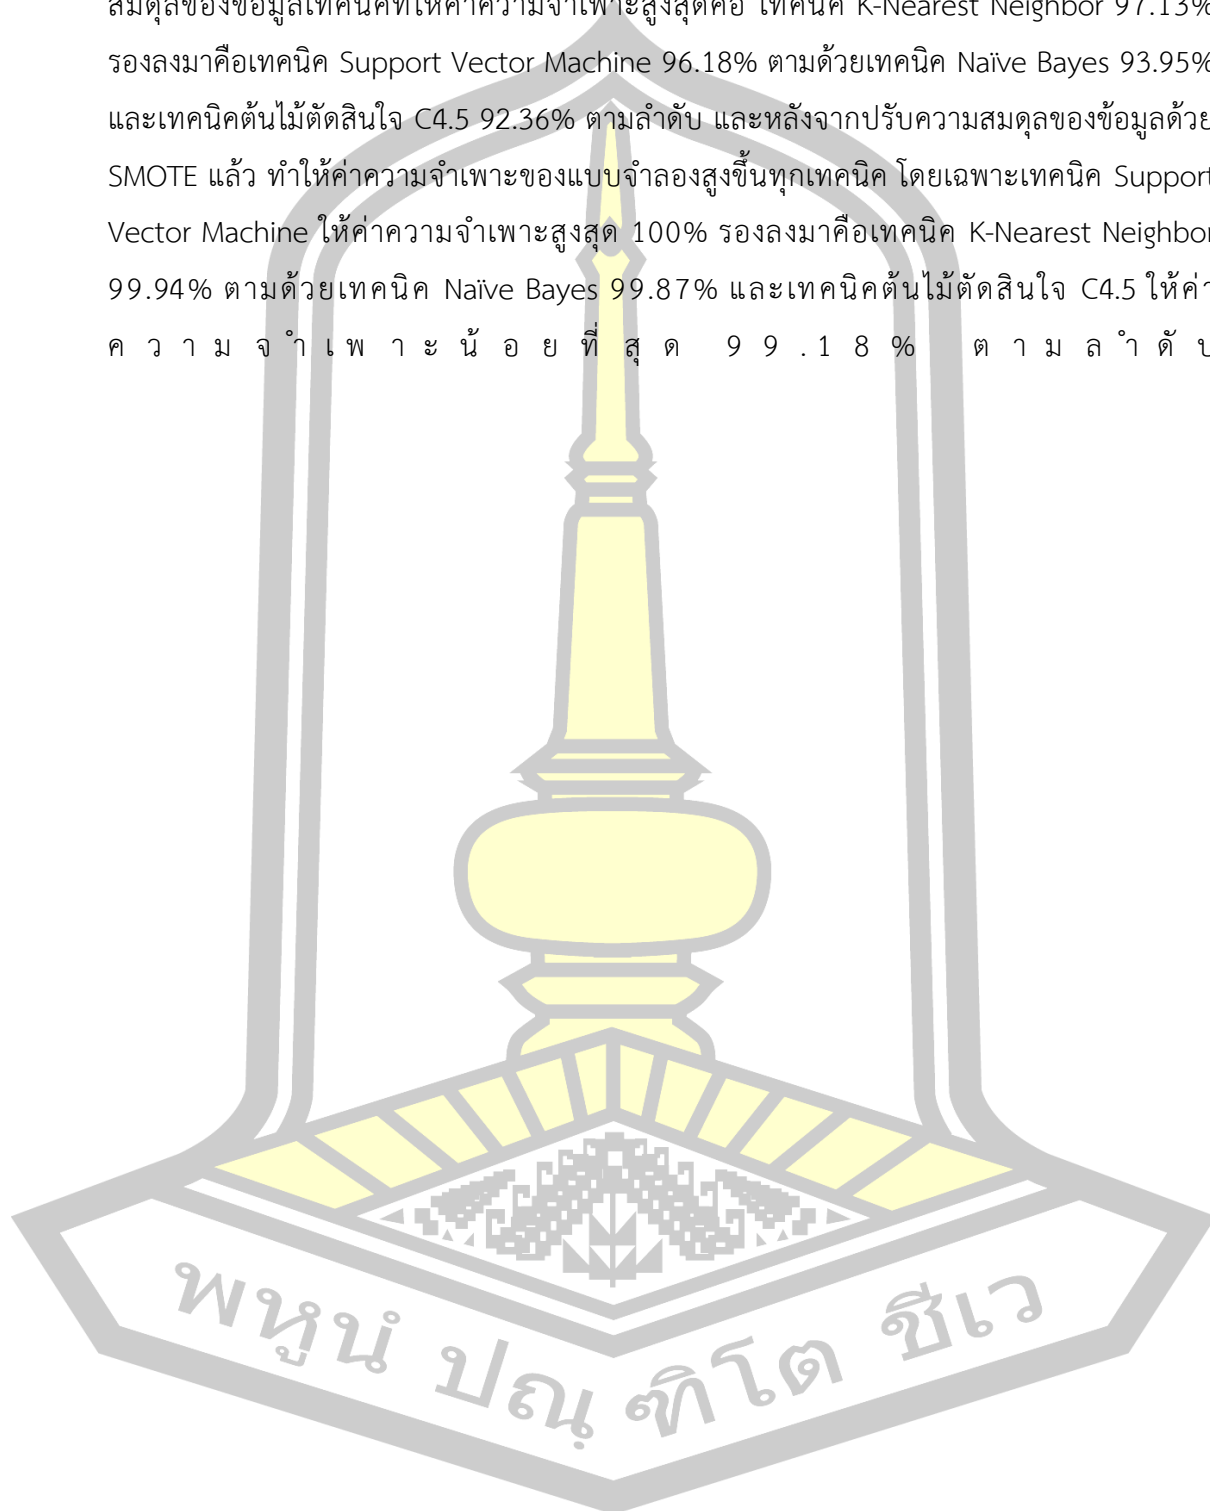 สมดุลของข้อมูลเทคนิคที่ให้ค่าความจำเพาะสูงสุดคือ เทคนิค K-Nearest Neighbor 97.13%
รองลงมาคือเทคนิค Support Vector Machine 96.18% ตามด้วยเทคนิค Naïve Bayes 93.95%
และเทคนิคต้นไม้ตัดสินใจ C4.5 92.36% ตามลำดับ และหลังจากปรับความสมดุลของข้อมูลด้วย
SMOTE แล้ว ทำให้ค่าความจำเพาะของแบบจำลองสูงขึ้นทุกเทคนิค โดยเฉพาะเทคนิค Support
Vector Machine ให้ค่าความจำเพาะสูงสุด 100% รองลงมาคือเทคนิค K-Nearest Neighbor
99.94% ตามด้วยเทคนิค Naïve Bayes 99.87% และเทคนิคต้นไม้ตัดสินใจ C4.5 ให้ค่า
ความจำเพาะน้อยที่สุด 99.18% ตามลำดับ
พหูนํ ปณฺฑิโต ชีเว